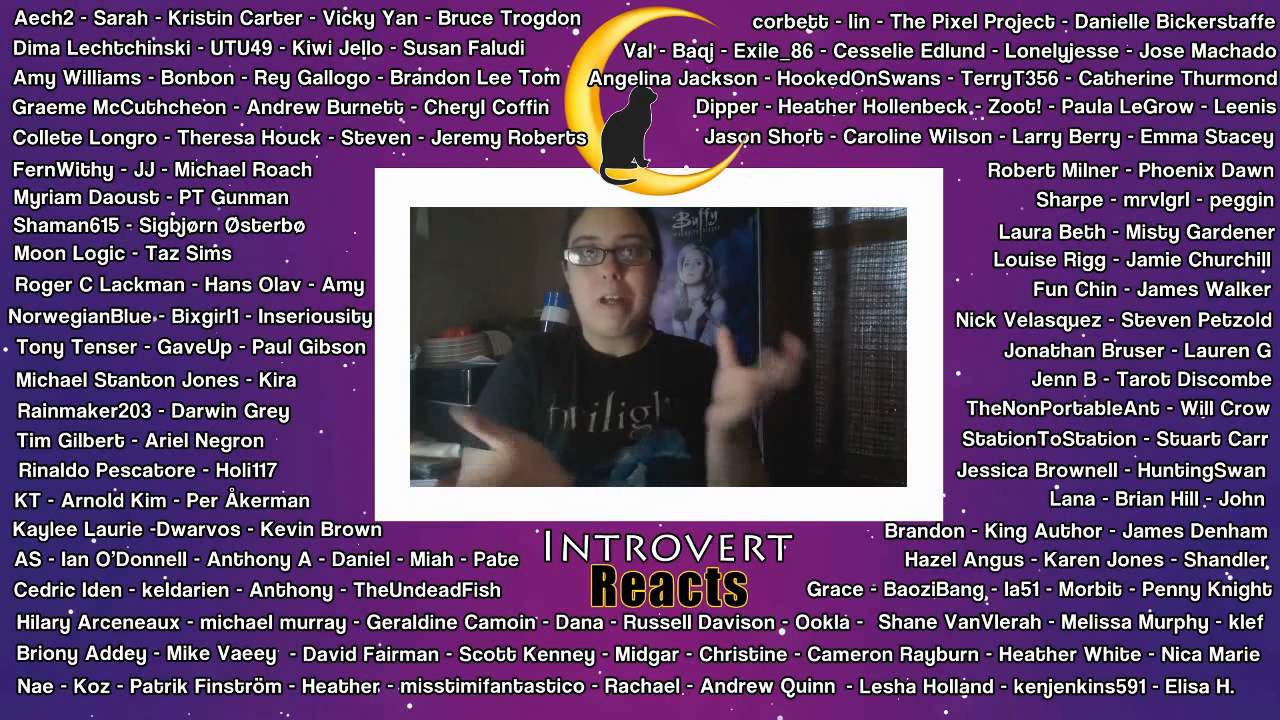 Aech2 - Sarah - Kristin Carter - Vicky Yan - Bruce Trogdon
Dima Lechtchinski - UTU49 - Kiwi Jello - Susan Faludi
Amy Williams - Bonbon - Rey Gallogo - Brandon Lee Tom
Graeme McCuthcheon - Andrew Burnett - Cheryl Coffin
Collete Longro - Theresa Houck - Steven - Jeremy Roberts
FernWithy - JJ - Michael Roach
Myriam Daoust - PT Gunman
Shaman615 - Sigbjørn Østerbø
Moon Logic - Taz Sims
Roger C Lackman - Hans Olav - Amy
NorwegianBlue - Bixgirl1 - Inseriousity
Tony Tenser - GaveUp - Paul Gibson
Michael Stanton Jones - Kira
Rainmaker203 - Darwin Grey
Tim Gilbert - Ariel Negron
Rinaldo Pescatore - Holi117
KT - Arnold Kim - Per Åkerman
Kaylee Laurie -Dwarvos - Kevin Brown
AS - Ian O'Donnell - Anthony A - Daniel - Miah - Pate
Cedric Iden - keldarien - Anthony - TheUndeadFish
corbett - lin - The Pixel Project - Danielle Bickerstaffe
Val - Baqj - Exile_86 - Cesselie Edlund - Lonelyjesse - Jose Machado
Angelina Jackson - HookedOnSwans - TerryT356 - Catherine Thurmond
Dipper - Heather Hollenbeck - Zoot! - Paula LeGrow - Leenis
Jason Short - Caroline Wilson - Larry Berry - Emma Stacey
Robert Milner - Phoenix Dawn
Sharpe - mrvlgrl - peggin
Laura Beth - Misty Gardener
Louise Rigg - Jamie Churchill
Fun Chin - James Walker
Nick Velasquez - Steven Petzold
Jonathan Bruser - Lauren G
Jenn B - Tarot Discombe
TheNonPortableAnt - Will Crow
StationToStation - Stuart Carr
Jessica Brownell - HuntingSwan
Lana - Brian Hill - John
Brandon - King Author - James Denham
Hazel Angus - Karen Jones - Shandler
Grace - BaoziBang - la51 - Morbit - Penny Knight
Buffy
twiligh
INTROVERT
Reacts
Hilary Arceneaux - michael murray - Geraldine Camoin - Dana - Russell Davison - Ookla - Shane VanVlerah - Melissa Murphy - klef
Briony Addey - Mike Vaeey - David Fairman - Scott Kenney - Midgar - Christine - Cameron Rayburn - Heather White - Nica Marie
Nae - Koz - Patrik Finström - Heather - misstimifantastico - Rachael - Andrew Quinn - Lesha Holland - kenjenkins591 - Elisa H.